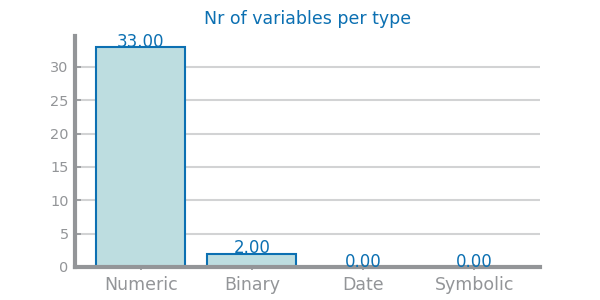 Nr of variables per type
33.00
30
25
20
15
10
5
2.00
0.00
0.00
0
Numeric
Binary
Date
Symbolic